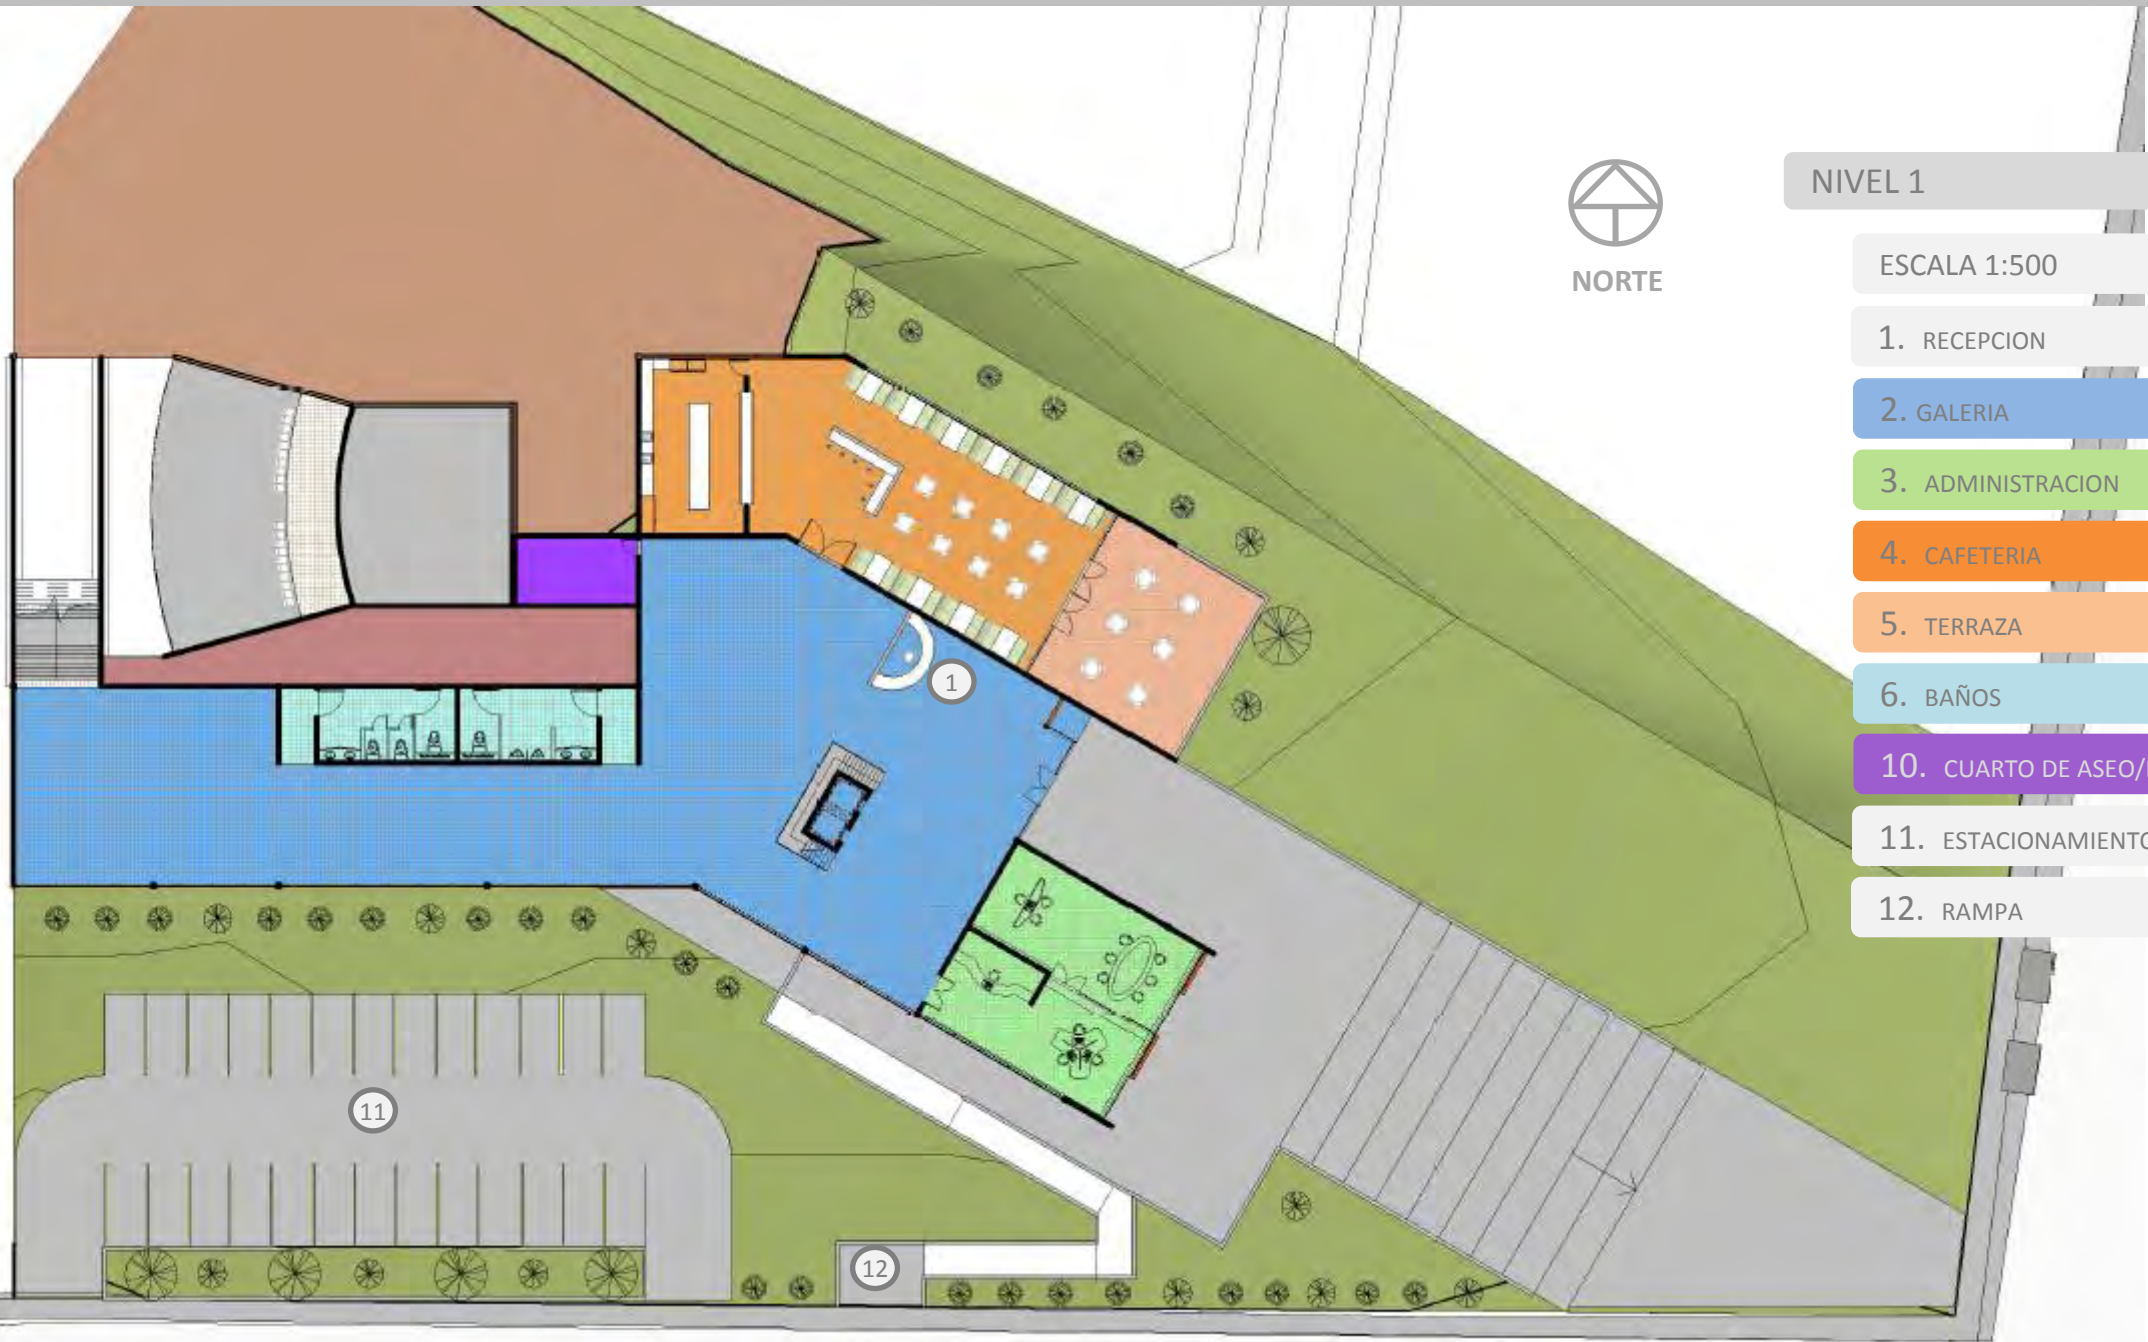 NORTE
NIVEL 1
ESCALA 1:500
1. RECEPCION
2. GALERIA
3. ADMINISTRACION
4. CAFETERIA
5. TERRAZA
6. BAÑOS
10. CUARTO DE ASEO/
11. ESTACIONAMIENTO
12. RAMPA
1
11
12